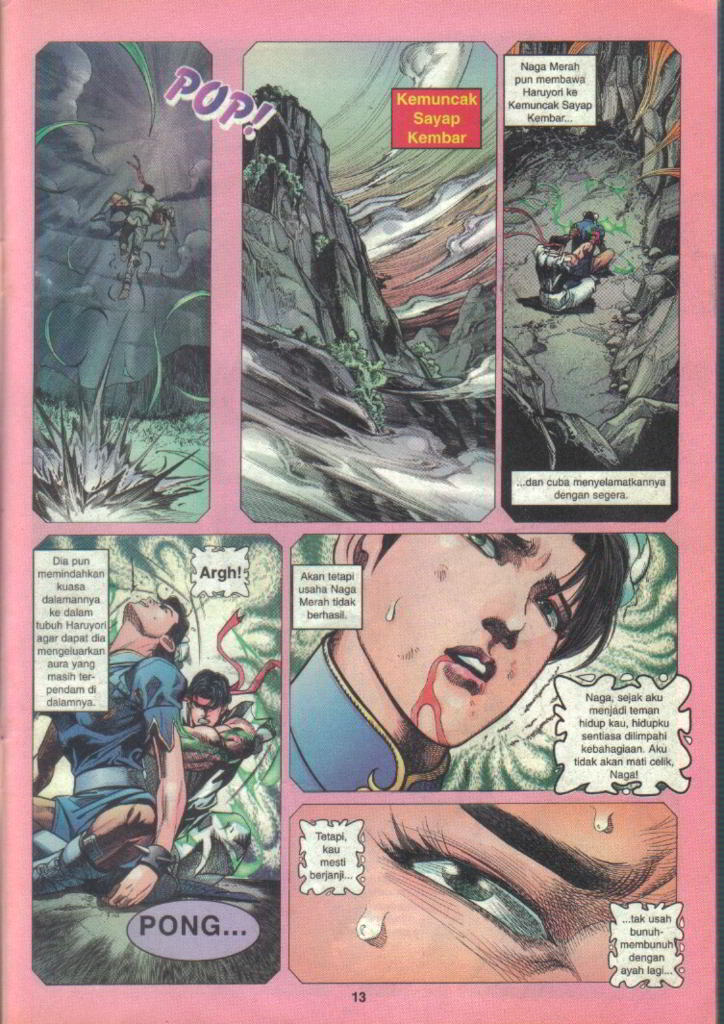 POP!
Kemuncak
Sayap
Kembar
Naga Merah
pun membawa
Haruyori ke
Kemuncak Sayap
Kembar...
...dan cuba menyelamatkannya
dengan segera.
Dia pun
memindahkan
kuasa
dalamannya
ke dalam
tubuh Haruyori
agar dapat dia
mengeluarkan
aura yang
masih ter-
pendam di
dalamnya.
Argh!
PONG...
Akan tetapi
usaha Naga
Merah tidak
berhasil.
Naga, sejak aku
menjadi teman
hidup kau, hidupku
sentiasa dilimpahi
kebahagiaan. Aku
tidak akan mati celik,
Naga!
Tetapi,
kau
mesti
berjanji...
...tak usah
bunuh-
membunuh
dengan
ayah lagi...
13